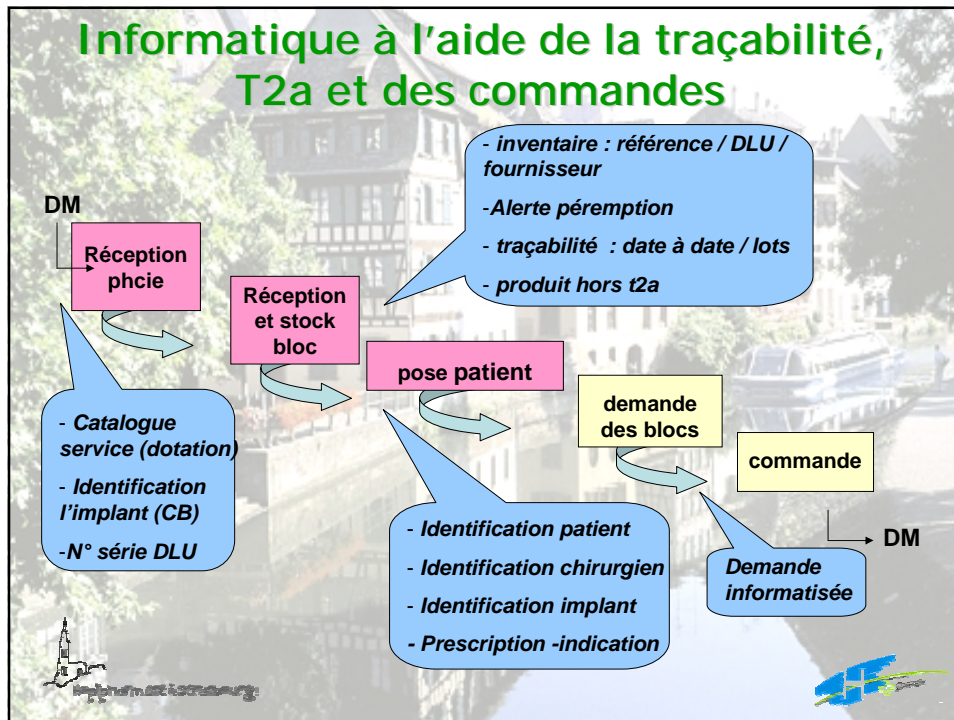 Informatique à l'aide de la traçabilité,
T2a et des commandes
- inventaire : référence / DLU /
fournisseur
-Alerte péremption
- traçabilité : date à date / lots
- produit hors t2a
DM
Réception
phcie
Réception
et stock
bloc
pose patient
demande
des blocs
commande
DM
- Catalogue
service (dotation)
- Identification
l'implant (CB)
-N° série DLU
- Identification patient
- Identification chirurgien
- Identification implant
- Prescription -indication
Demande
informatisée